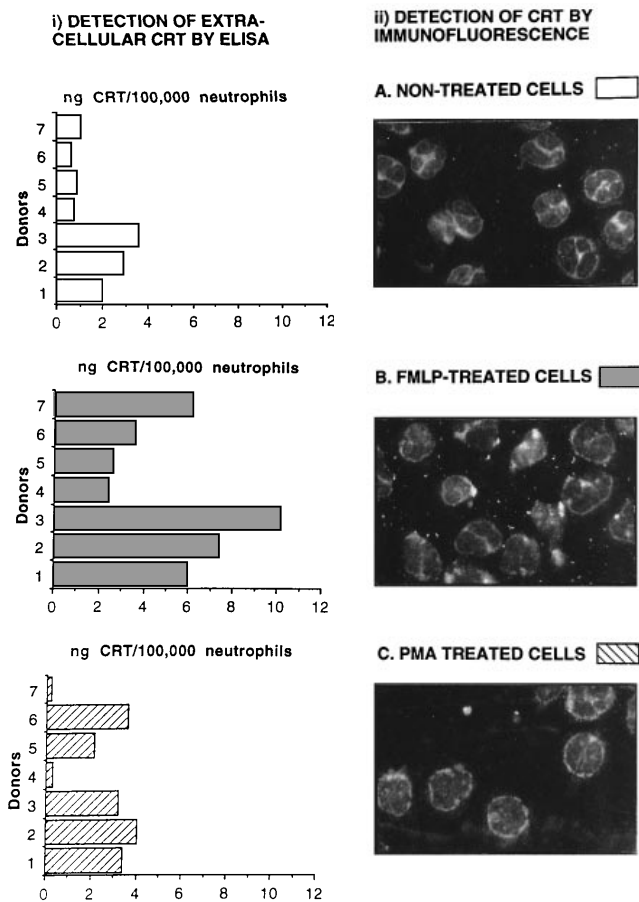 i) DETECTION OF EXTRA-
CELLULAR CRT BY ELISA
ng CRT/100,000 neutrophils
Donors
7
6
5
4
3
2
1
0 2 4 6 8 10 12
ng CRT/100,000 neutrophils
Donors
7
6
5
4
3
2
1
0 2 4 6 8 10 12
ng CRT/100,000 neutrophils
Donors
7
6
5
4
3
2
1
0 2 4 6 8 10 12
ii) DETECTION OF CRT BY
IMMUNOFLUORESCENCE
A. NON-TREATED CELLS
B. FMLP-TREATED CELLS
C. PMA TREATED CELLS